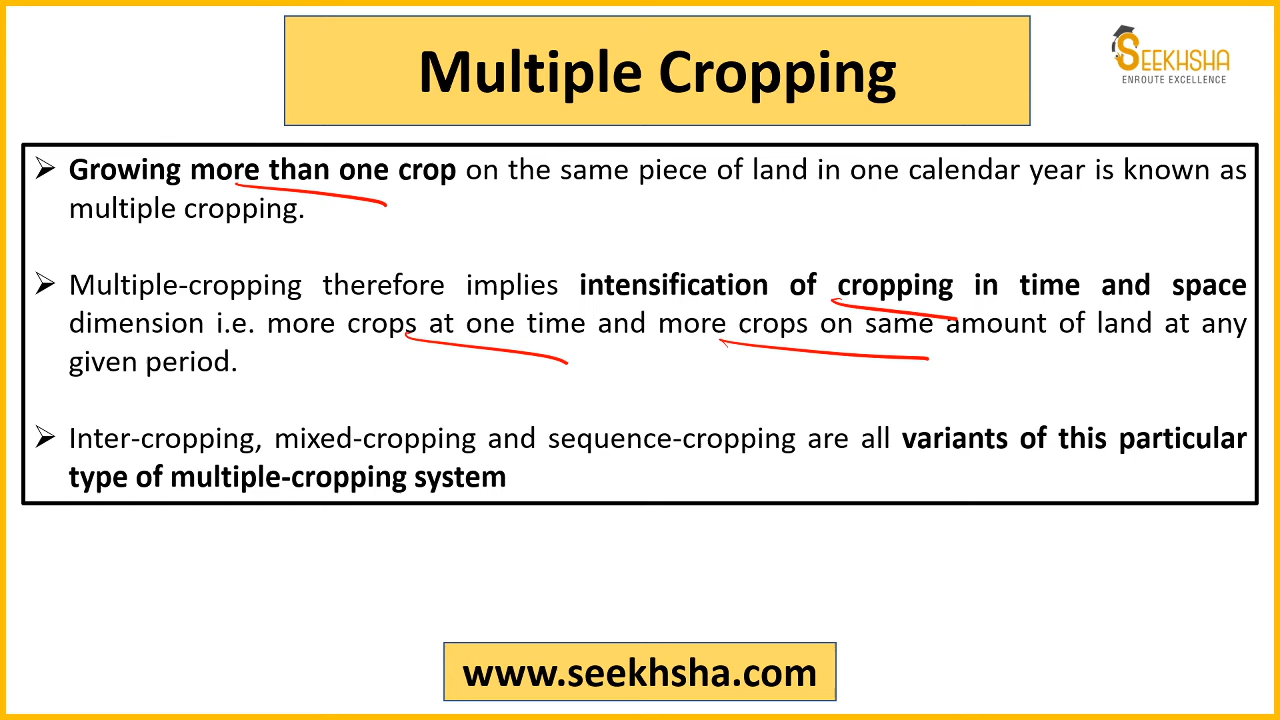 Multiple Cropping
SEEKHSHA
ENROUTE EXCELLENCE
➢ Growing more than one crop on the same piece of land in one calendar year is known as
multiple cropping.
➢ Multiple-cropping therefore implies intensification of cropping in time and space
dimension i.e. more crops at one time and more crops on same amount of land at any
given period.
➢ Inter-cropping, mixed-cropping and sequence-cropping are all variants of this particular
type of multiple-cropping system
www.seekhsha.com